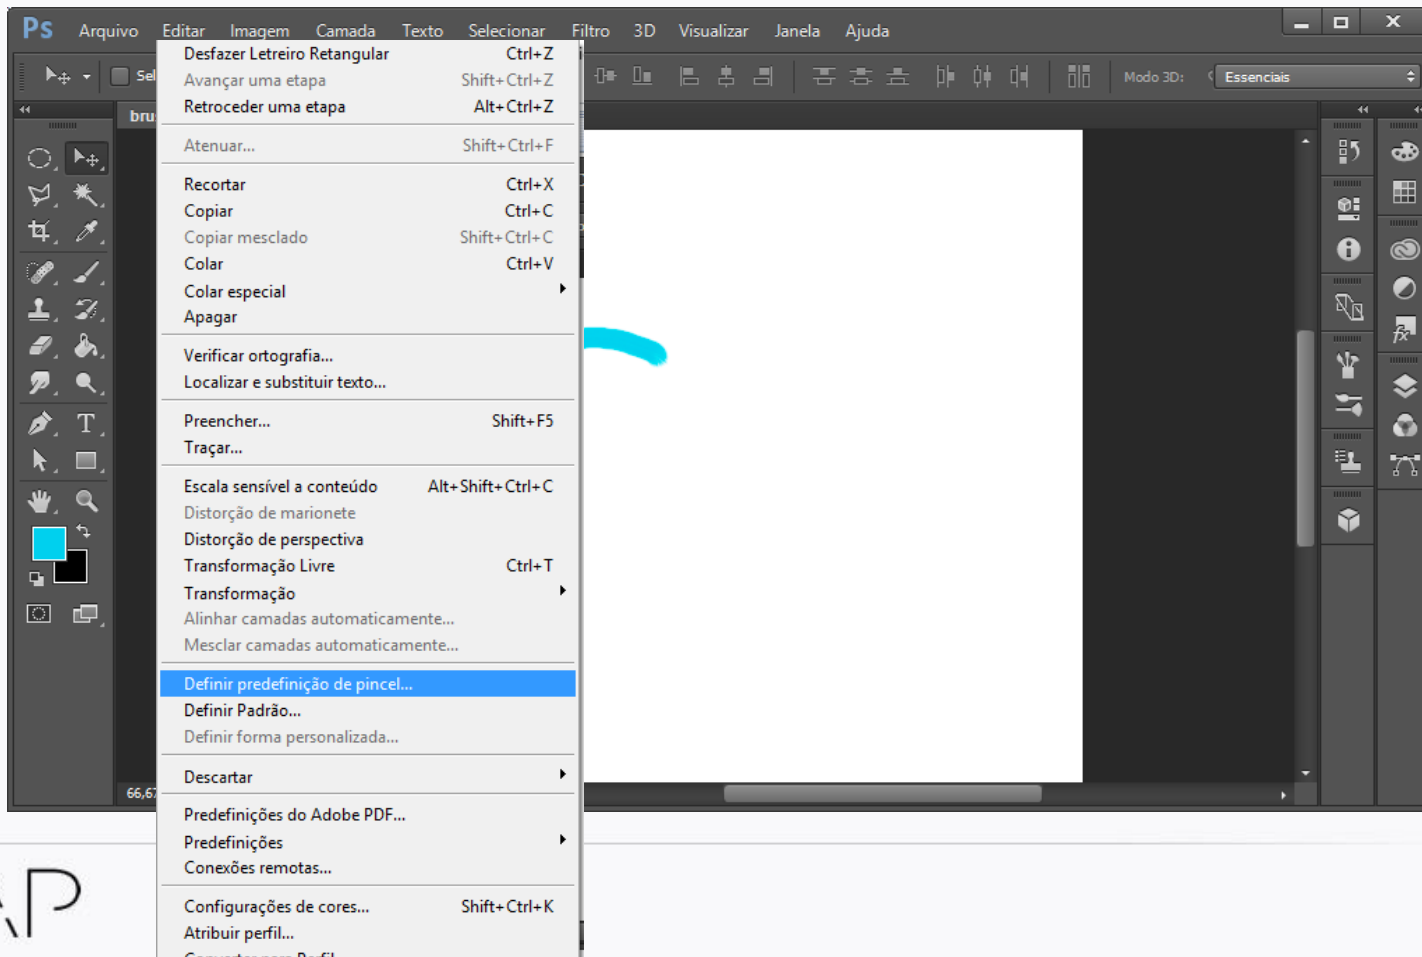 Ps Arquivo Editar Imagem Camada Texto Selecionar Filtro 3D Visualizar Janela Ajuda
Sel
Modo 3D:
Essenciais
bru
Desfazer Letreiro Retangular Ctrl+Z
Avançar uma etapa Shift+Ctrl+Z
Retroceder uma etapa Alt+Ctrl+Z
Atenuar... Shift+Ctrl+F
Recortar Ctrl+X
Copiar Ctrl+C
Copiar mesclado Shift+Ctrl+C
Colar Ctrl+V
Colar especial
Apagar
Verificar ortografia...
Localizar e substituir texto...
Preencher... Shift+F5
Traçar...
Escala sensível a conteúdo Alt+Shift+Ctrl+C
Distorção de marionete
Distorção de perspectiva
Transformação Livre Ctrl+T
Transformação
Alinhar camadas automaticamente...
Mesclar camadas automaticamente...
Definir predefinição de pincel...
Definir Padrão...
Definir forma personalizada...
Descartar
66,67
Predefinições do Adobe PDF...
Predefinições
Conexões remotas...
Configurações de cores... Shift+Ctrl+K
Atribuir perfil...
AP